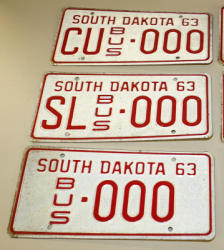 SOUTH DAKOTA 63
CU BUS - 000
SOUTH DAKOTA 63
SL BUS - 000
SOUTH DAKOTA 63
BUS - 000